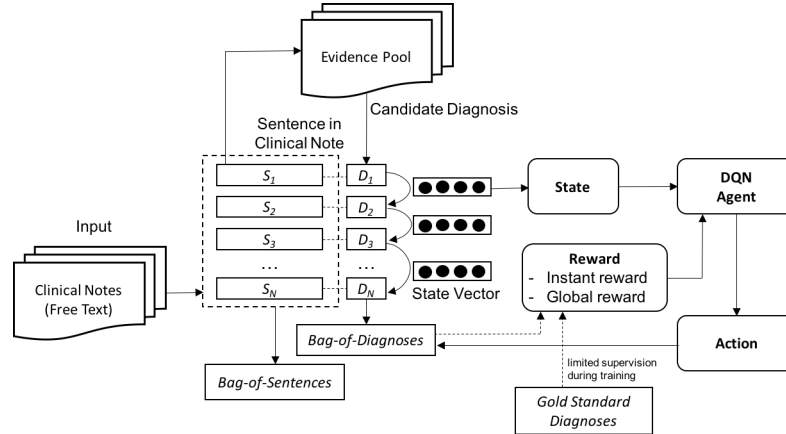 Evidence Pool
Candidate Diagnosis
Sentence in
Clinical Note
S1
D1
State
DQN
Agent
S2
D2
Input
S3
D3
Reward
- Instant reward
- Global reward
...
...
Clinical Notes
(Free Text)
SN
DN
State Vector
Bag-of-Diagnoses
Action
limited supervision
during training
Bag-of-Sentences
Gold Standard
Diagnoses